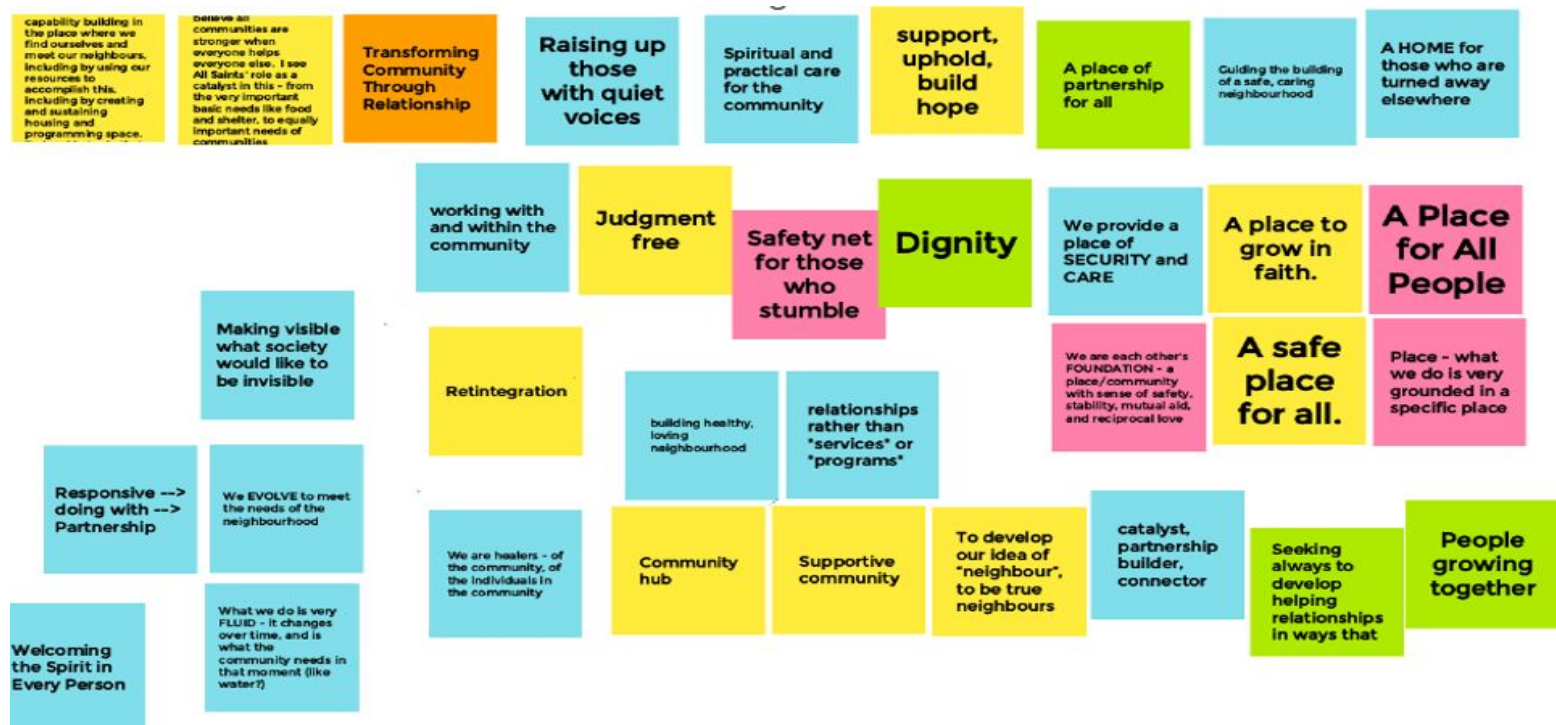 capability building in
the place where we
find ourselves and
meet our neighbours,
including by using our
resources to
accomplish this,
including by creating
and sustaining
housing and
programming space.
believe all
communities are
stronger when
everyone helps
everyone else. I see
All Saints' role as a
catalyst in this - from
the very important
basic needs like food
and shelter, to equally
important needs of
communities
Transforming
Community
Through
Relationship
Raising up
those
with quiet
voices
Spiritual and
practical care
for the
community
support,
uphold,
build
hope
A place of
partnership
for all
Guiding the building
of a safe, caring
neighbourhood
A HOME for
those who are
turned away
elsewhere
working with
and within the
community
Judgment
free
Safety net
for those
who
stumble
Dignity
We provide a
place of
SECURITY and
CARE
A place to
grow in
faith.
A Place
for All
People
Making visible
what society
would like to
be invisible
Retintegration
building healthy,
loving
neighbourhood
relationships
rather than
"services" or
"programs"
We are each other's
FOUNDATION - a
place/community
with sense of safety,
stability, mutual aid,
and reciprocal love
A safe
place
for all.
Place - what
we do is very
grounded in a
specific place
Responsive -->
doing with -->
Partnership
We EVOLVE to meet
the needs of the
neighbourhood
We are healers - of
the community, of
the individuals in
the community
Community
hub
Supportive
community
To develop
our idea of
"neighbour",
to be true
neighbours
catalyst,
partnership
builder,
connector
Seeking
always to
develop
helping
relationships
in ways that
People
growing
together
Welcoming
the Spirit in
Every Person
What we do is very
FLUID - it changes
over time, and is
what the
community needs in
that moment (like
water?)